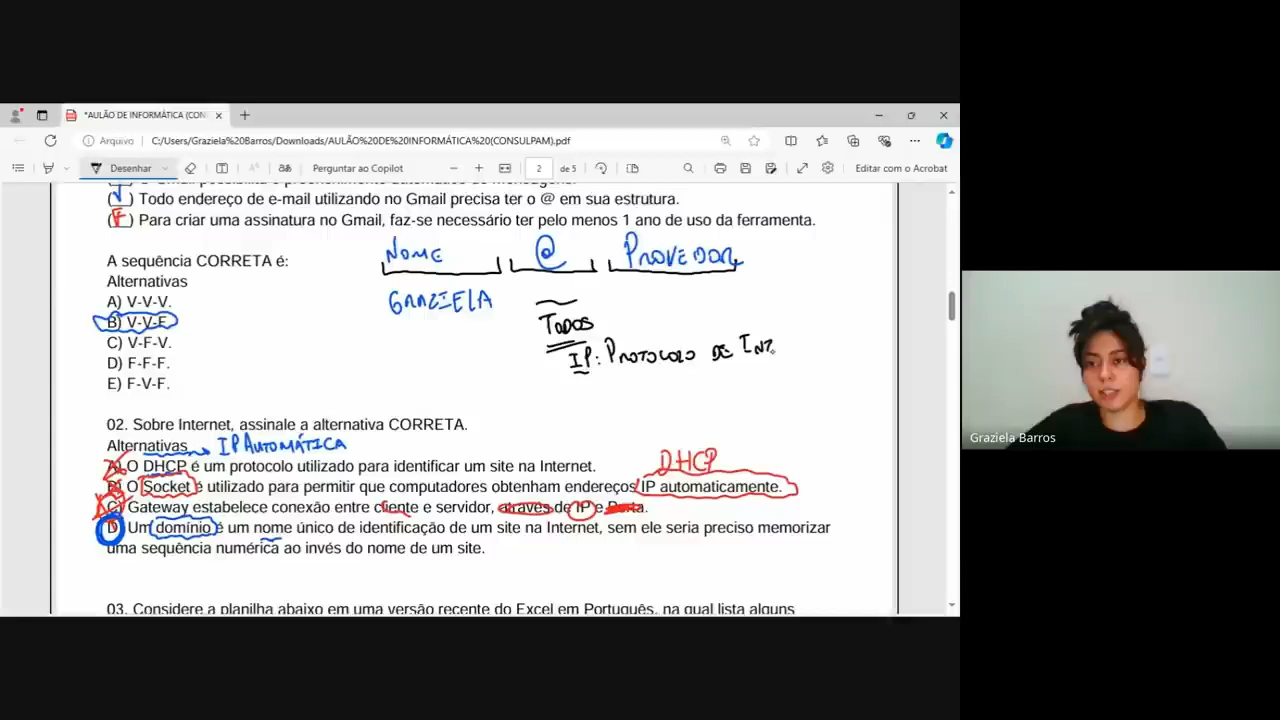 *AULÃO DE INFORMÁTICA (CON
Arquivo C:/Users/Graziela%20Barros/Downloads/AULÃO%20DE%20INFORMÁTICA%20(CONSULPAM).pdf
Desenhar Perguntar ao Copilot 2 de 5 Editar com o Acrobat
(V) Todo endereço de e-mail utilizando no Gmail precisa ter o @ em sua estrutura.
(F) Para criar uma assinatura no Gmail, faz-se necessário ter pelo menos 1 ano de uso da ferramenta.
NOME @ PROVEDOR
A sequência CORRETA é:
Alternativas
A) V-V-V.
GRAZIELA
B) V-V-F.
TODOS
C) V-F-V.
IP: PROTOCOLO DE INT
D) F-F-F.
E) F-V-F.
02. Sobre Internet, assinale a alternativa CORRETA.
Alternativas IP AUTOMÁTICA
DHCP
A) O DHCP é um protocolo utilizado para identificar um site na Internet.
B) O Socket é utilizado para permitir que computadores obtenham endereços IP automaticamente.
C) Gateway estabelece conexão entre cliente e servidor, através de IP e Porta.
D) Um domínio é um nome único de identificação de um site na Internet, sem ele seria preciso memorizar
uma sequência numérica ao invés do nome de um site.
03. Considere a planilha abaixo em uma versão recente do Excel em Português, na qual lista alguns
Graziela Barros